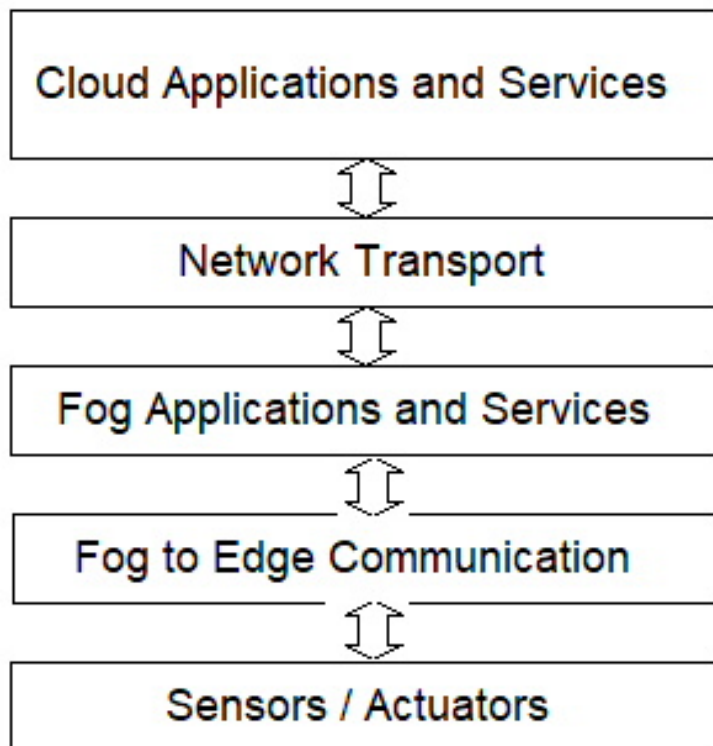 Cloud Applications and Services
Network Transport
Fog Applications and Services
Fog to Edge Communication
Sensors / Actuators